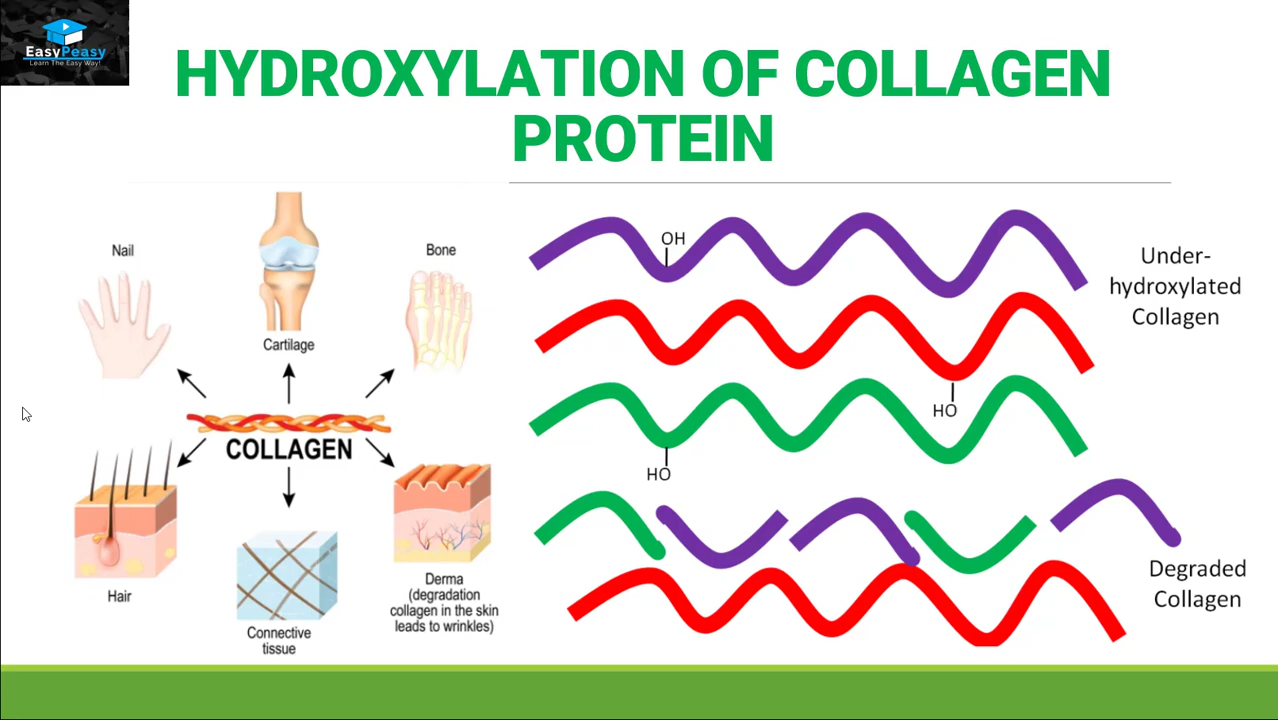 EasyPeasy
Learn The Easy Way!
HYDROXYLATION OF COLLAGEN
PROTEIN
Nail
Cartilage
Bone
COLLAGEN
Hair
Connective
tissue
Derma
(degradation
collagen in the skin
leads to wrinkles)
OH
HO
HO
Under-
hydroxylated
Collagen
Degraded
Collagen